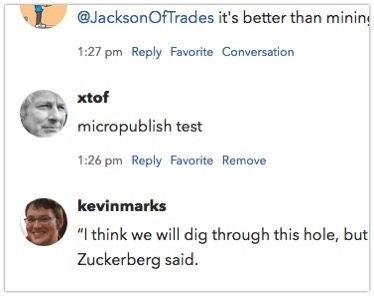 @JacksonOfTrades it's better than mining
1:27 pm Reply Favorite Conversation
xtof
micropublish test
1:26 pm Reply Favorite Remove
kevinmarks
“I think we will dig through this hole, but
Zuckerberg said.